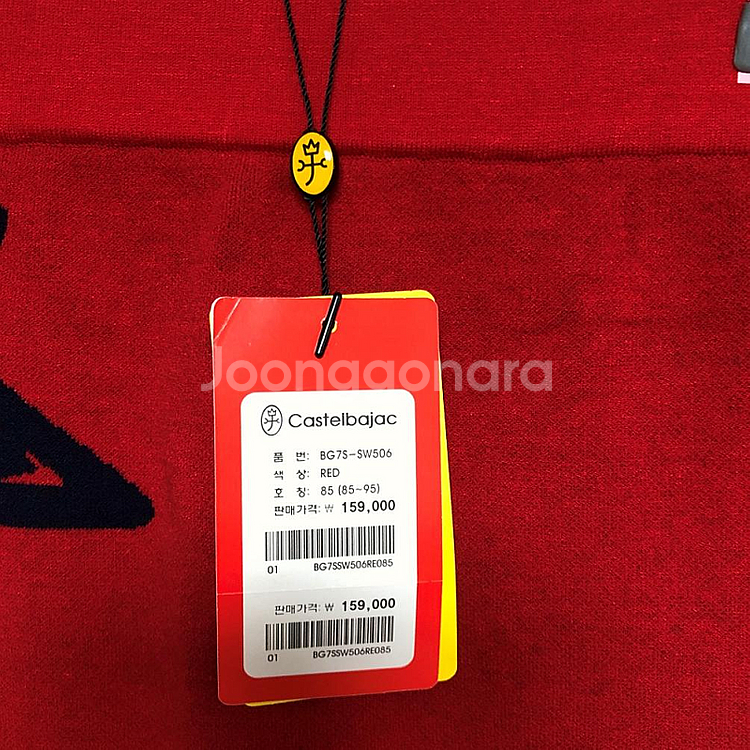 Joonggonara
Castelbajac
품 번: BG7S-SW506
색 상: RED
호 칭: 85 (85~95)
판매가격: ₩ 159,000
01 BG7SSW506RE085
판매가격: ₩ 159,000
01 BG7SSW506RE085